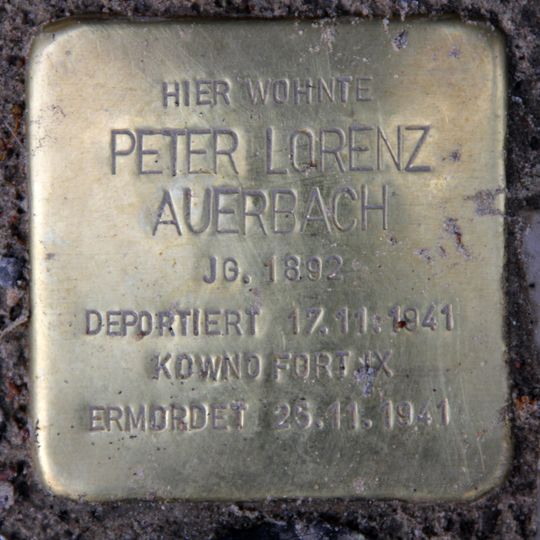 HIER WOHNTE
PETER LORENZ
AUERBACH
JG. 1892
DEPORTIERT 17.11.1941
KOWNO FORT IX
ERMORDET 25.11.1941